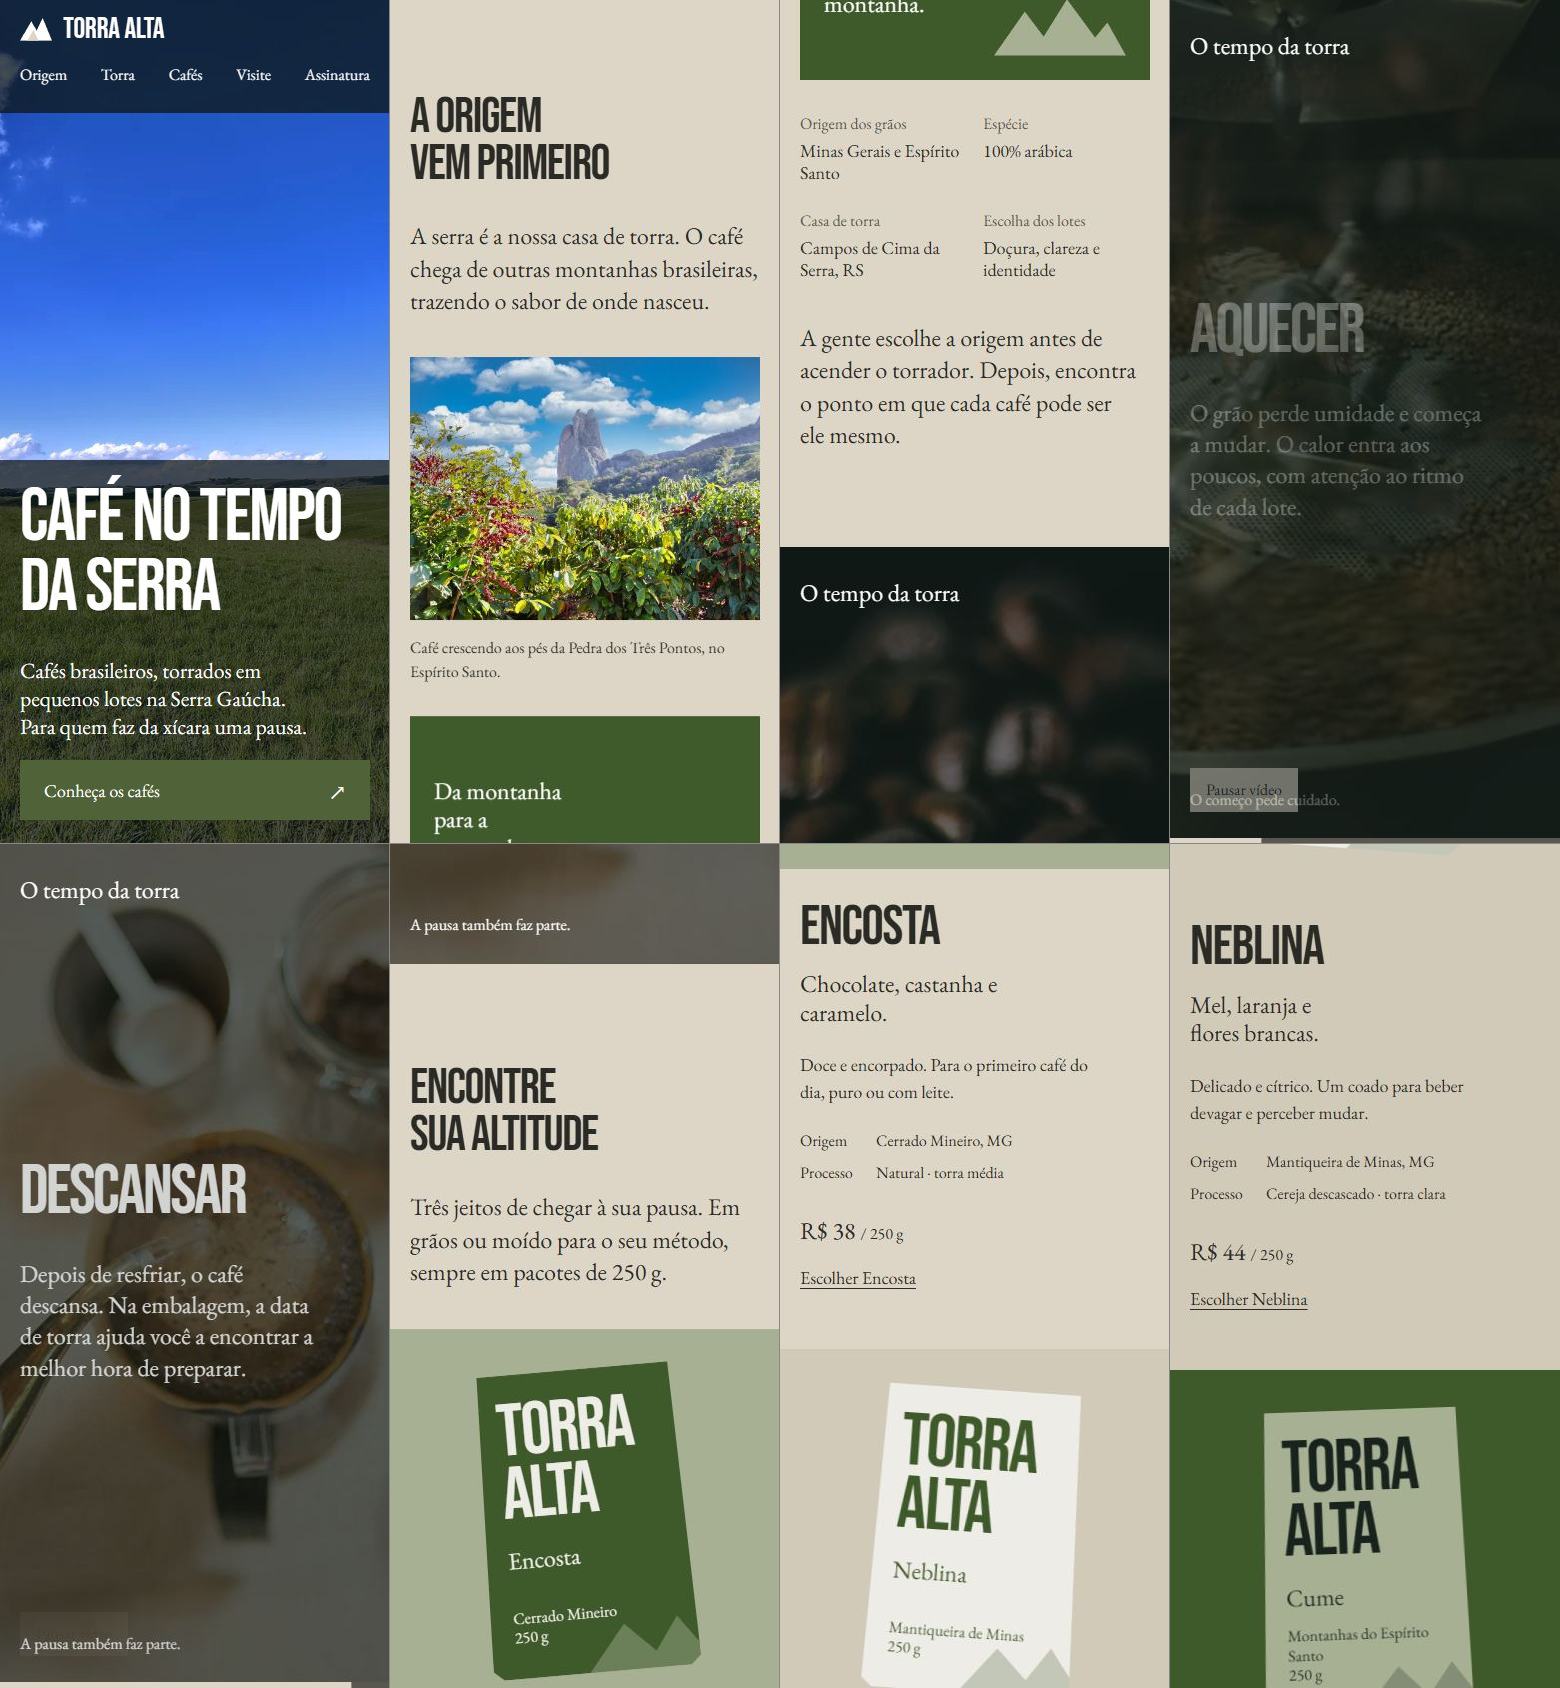 TORRA ALTA
Origem Torra Cafés Visite Assinatura
CAFÉ NO TEMPO
DA SERRA
Cafés brasileiros, torrados em
pequenos lotes na Serra Gaúcha.
Para quem faz da xícara uma pausa.
Conheça os cafés ↗
A ORIGEM
VEM PRIMEIRO
A serra é a nossa casa de torra. O café
chega de outras montanhas brasileiras,
trazendo o sabor de onde nasceu.
Café crescendo aos pés da Pedra dos Três Pontos, no
Espírito Santo.
Da montanha
para a
montanha.
Origem dos grãos
Minas Gerais e Espírito
Santo
Espécie
100% arábica
Casa de torra
Campos de Cima da
Serra, RS
Escolha dos lotes
Doçura, clareza e
identidade
A gente escolhe a origem antes de
acender o torrador. Depois, encontra
o ponto em que cada café pode ser
ele mesmo.
O tempo da torra
O tempo da torra
AQUECER
O grão perde umidade e começa
a mudar. O calor entra aos
poucos, com atenção ao ritmo
de cada lote.
Pausar vídeo
O começo pede cuidado.
O tempo da torra
DESCANSAR
Depois de resfriar, o café
descansa. Na embalagem, a data
de torra ajuda você a encontrar a
melhor hora de preparar.
A pausa também faz parte.
A pausa também faz parte.
ENCONTRE
SUA ALTITUDE
Três jeitos de chegar à sua pausa. Em
grãos ou moído para o seu método,
sempre em pacotes de 250 g.
TORRA
ALTA
Encosta
Cerrado Mineiro
250 g
ENCOSTA
Chocolate, castanha e
caramelo.
Doce e encorpado. Para o primeiro café do
dia, puro ou com leite.
Origem Cerrado Mineiro, MG
Processo Natural · torra média
R$ 38 / 250 g
Escolher Encosta
TORRA
ALTA
Neblina
Mantiqueira de Minas
250 g
NEBLINA
Mel, laranja e
flores brancas.
Delicado e cítrico. Um coado para beber
devagar e perceber mudar.
Origem Mantiqueira de Minas, MG
Processo Cereja descascado · torra clara
R$ 44 / 250 g
Escolher Neblina
TORRA
ALTA
Cume
Montanhas do Espírito
Santo
250 g